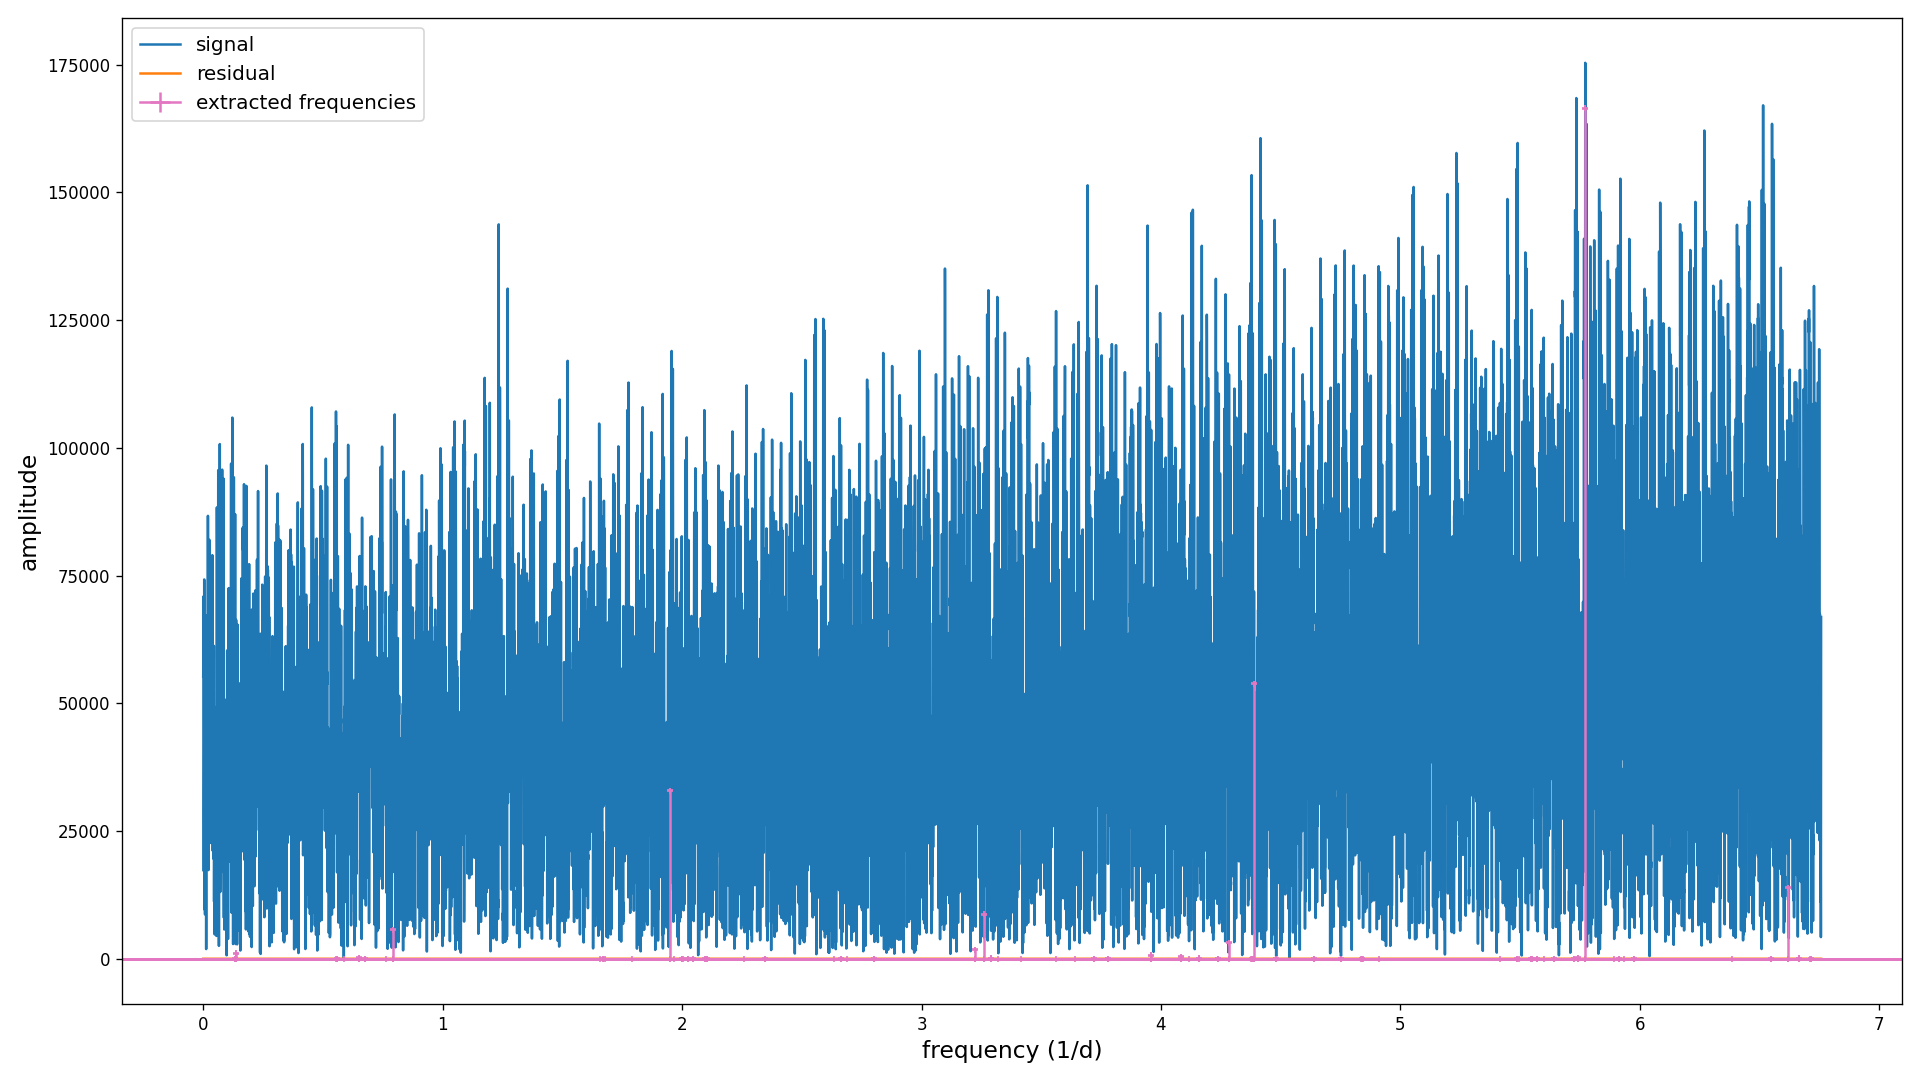 signal
residual
extracted frequencies
175000
150000
125000
100000
75000
50000
25000
0
amplitude
0 1 2 3 4 5 6 7
frequency (1/d)